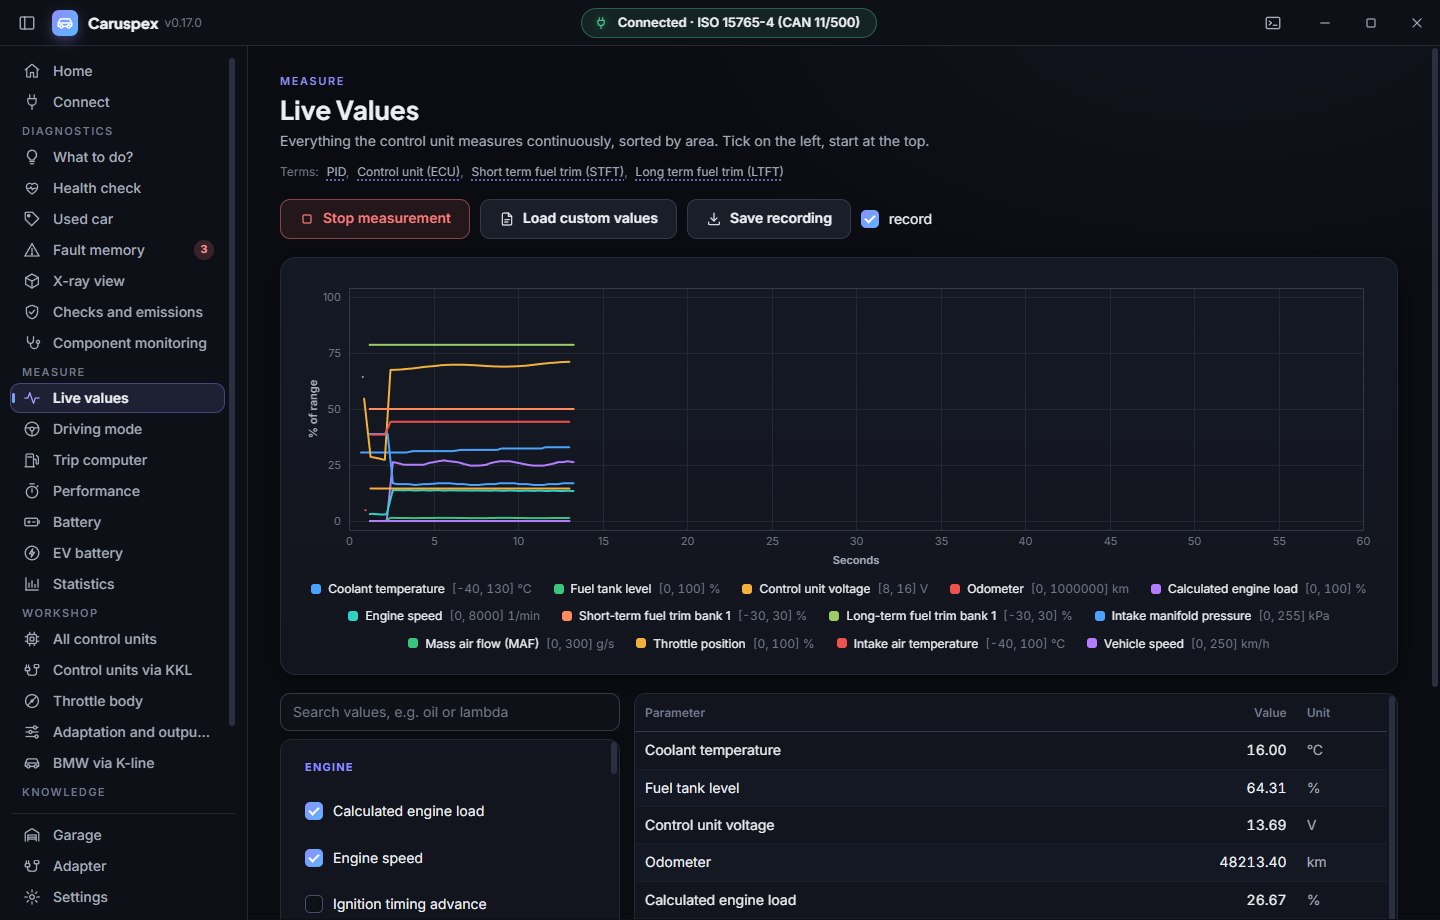 Caruspex v0.17.0
Connected · ISO 15765-4 (CAN 11/500)
Home
Connect
DIAGNOSTICS
What to do?
Health check
Used car
Fault memory 3
X-ray view
Checks and emissions
Component monitoring
MEASURE
Live values
Driving mode
Trip computer
Performance
Battery
EV battery
Statistics
WORKSHOP
All control units
Control units via KKL
Throttle body
Adaptation and outpu...
BMW via K-line
KNOWLEDGE
Garage
Adapter
Settings
MEASURE
Live Values
Everything the control unit measures continuously, sorted by area. Tick on the left, start at the top.
Terms: PID, Control unit (ECU), Short term fuel trim (STFT), Long term fuel trim (LTFT)
Stop measurement Load custom values Save recording record
100
75
50
25
0
% of range
0 5 10 15 20 25 30 35 40 45 50 55 60
Seconds
Coolant temperature [-40, 130] °C Fuel tank level [0, 100] % Control unit voltage [8, 16] V Odometer [0, 1000000] km Calculated engine load [0, 100] %
Engine speed [0, 8000] 1/min Short-term fuel trim bank 1 [-30, 30] % Long-term fuel trim bank 1 [-30, 30] % Intake manifold pressure [0, 255] kPa
Mass air flow (MAF) [0, 300] g/s Throttle position [0, 100] % Intake air temperature [-40, 100] °C Vehicle speed [0, 250] km/h
Search values, e.g. oil or lambda
ENGINE
Calculated engine load
Engine speed
Ignition timing advance
Parameter Value Unit
Coolant temperature 16.00 °C
Fuel tank level 64.31 %
Control unit voltage 13.69 V
Odometer 48213.40 km
Calculated engine load 26.67 %